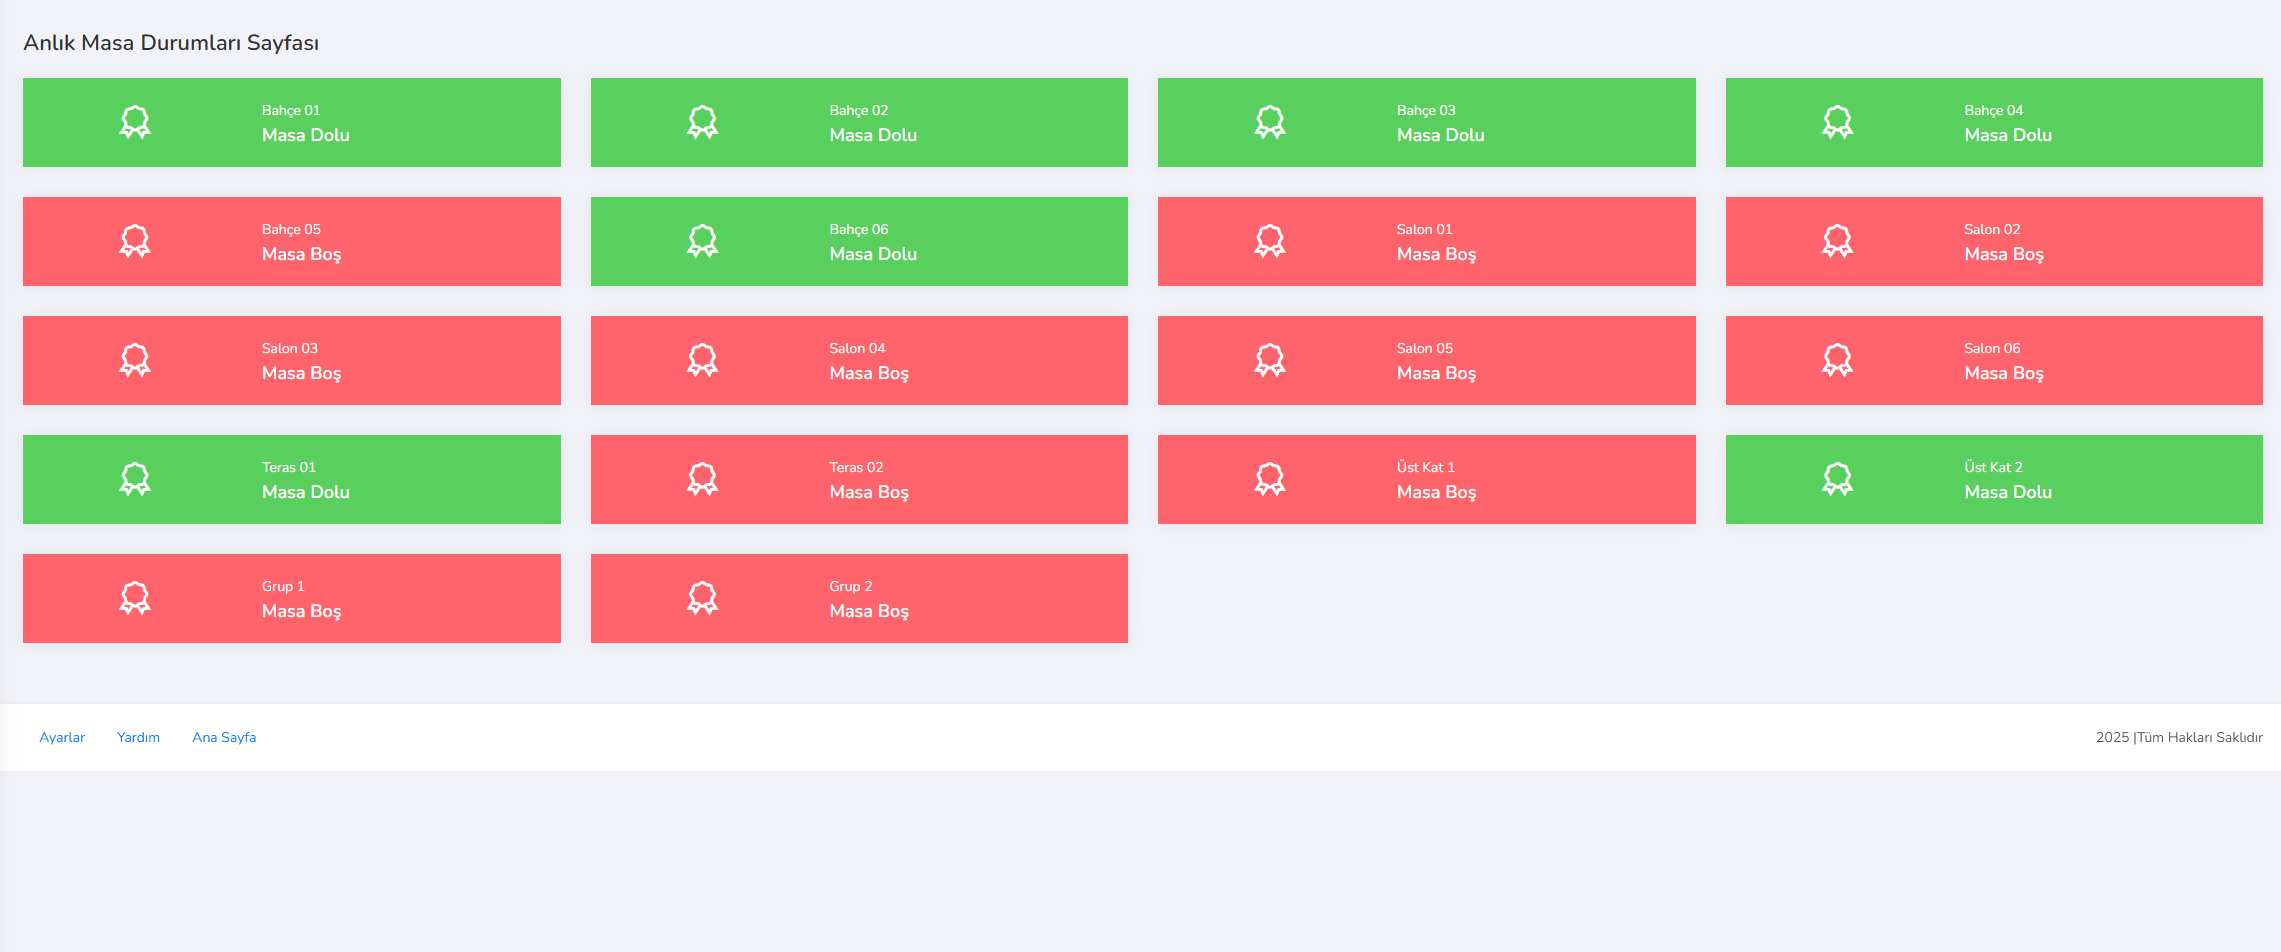 Anlık Masa Durumları Sayfası
Bahçe 01
Masa Dolu
Bahçe 02
Masa Dolu
Bahçe 03
Masa Dolu
Bahçe 04
Masa Dolu
Bahçe 05
Masa Boş
Bahçe 06
Masa Dolu
Salon 01
Masa Boş
Salon 02
Masa Boş
Salon 03
Masa Boş
Salon 04
Masa Boş
Salon 05
Masa Boş
Salon 06
Masa Boş
Teras 01
Masa Dolu
Teras 02
Masa Boş
Üst Kat 1
Masa Boş
Üst Kat 2
Masa Dolu
Grup 1
Masa Boş
Grup 2
Masa Boş
Ayarlar
Yardım
Ana Sayfa
2025 |Tüm Hakları Saklıdır